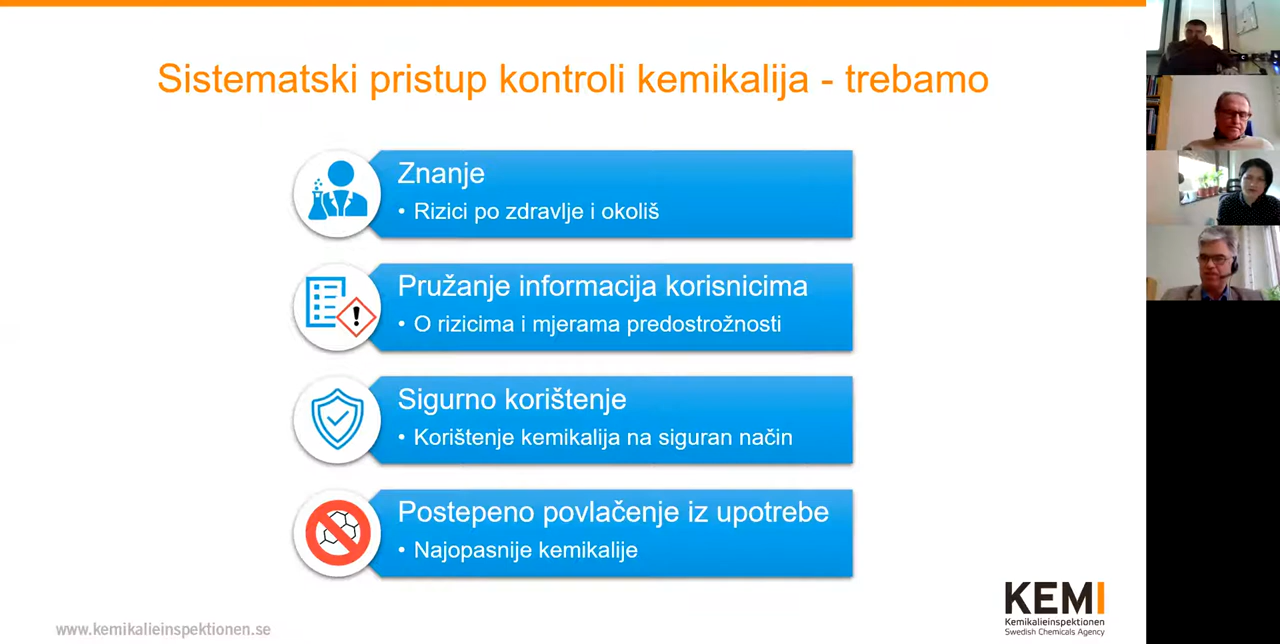 Sistematski pristup kontroli kemikalija - trebamo
Znanje
• Rizici po zdravlje i okoliš
Pružanje informacija korisnicima
• O rizicima i mjerama predostrožnosti
Sigurno korištenje
• Korištenje kemikalija na siguran način
Postepeno povlačenje iz upotrebe
• Najopasnije kemikalije
www.kemikalieinspektionen.se
KEMI
Kemikalieinspektionen
Swedish Chemicals Agency